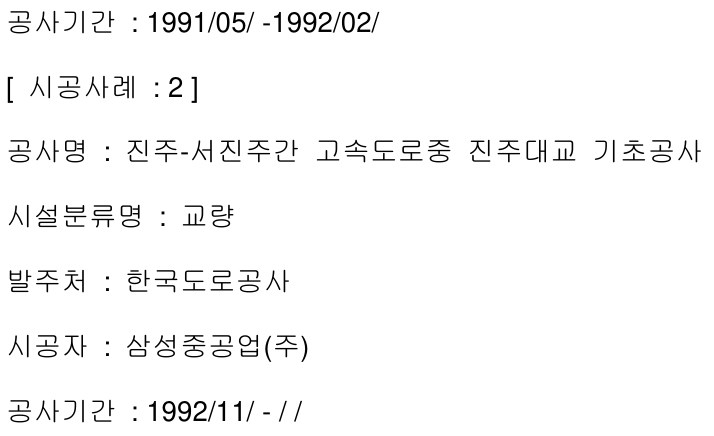 공사기간 : 1991/05/ -1992/02/
[ 시공사례 : 2 ]
공사명 : 진주-서진주간 고속도로중 진주대교 기초공사
시설분류명 : 교량
발주처 : 한국도로공사
시공자 : 삼성중공업(주)
공사기간 : 1992/11/ - / /